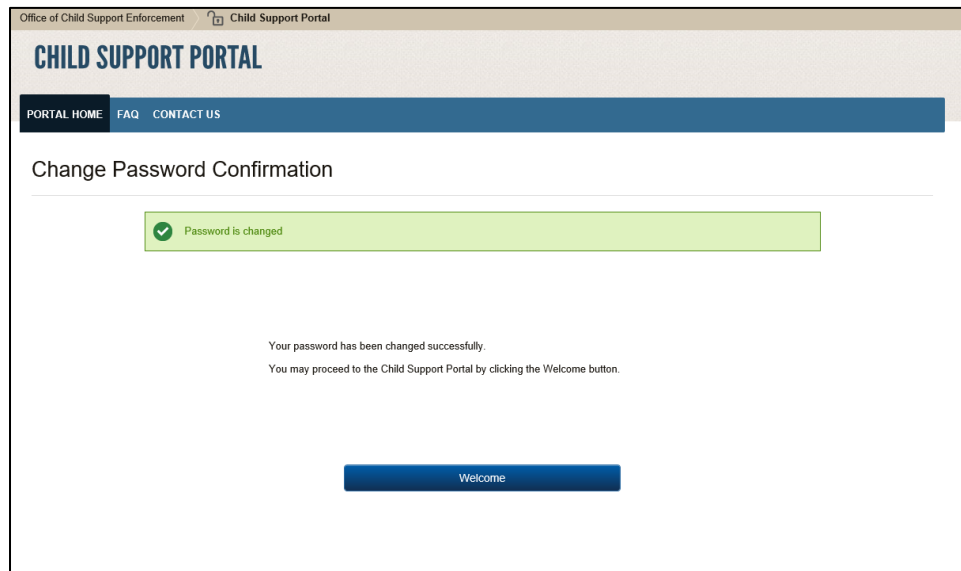 Office of Child Support Enforcement Child Support Portal
CHILD SUPPORT PORTAL
PORTAL HOME FAQ CONTACT US
Change Password Confirmation
Password is changed
Your password has been changed successfully.
You may proceed to the Child Support Portal by clicking the Welcome button.
Welcome